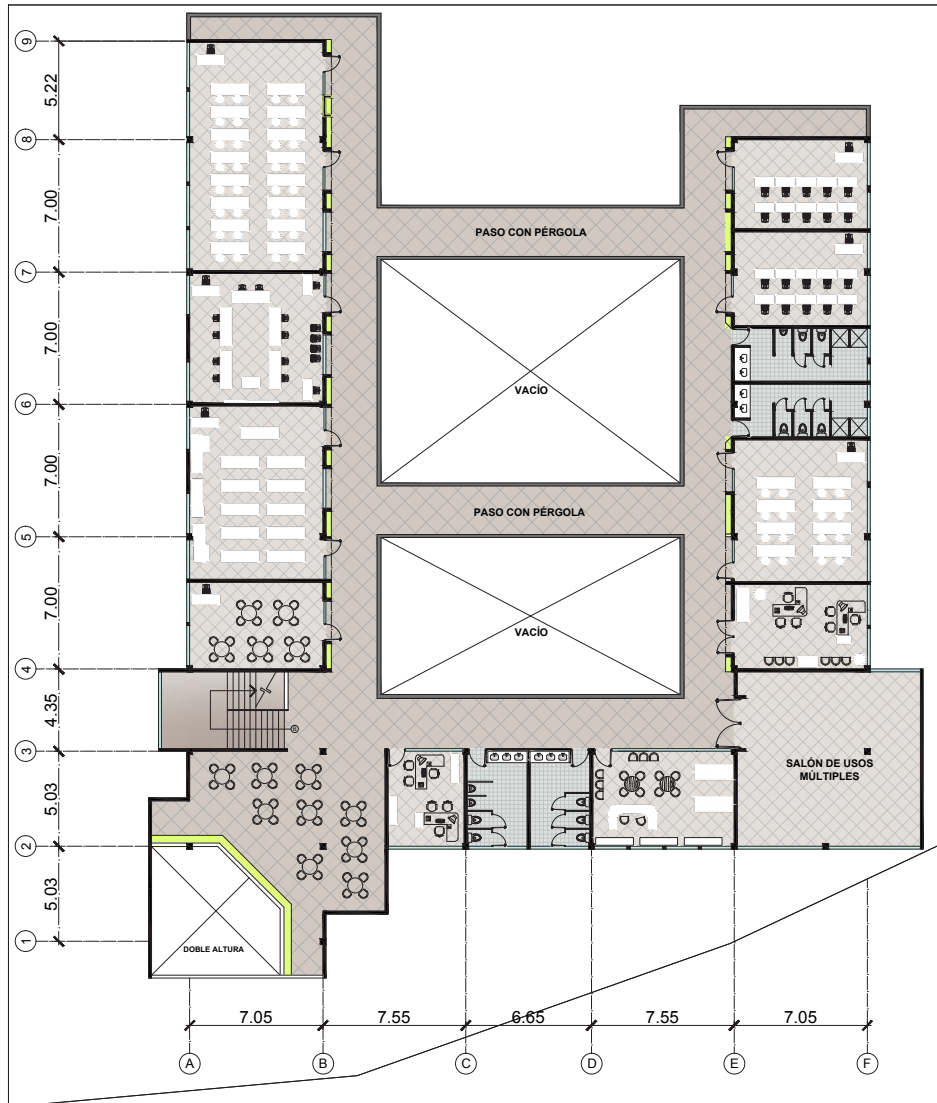 9
5.22
8
7.00
PASO CON PÉRGOLA
7
7.00
VACÍO
6
7.00
PASO CON PÉRGOLA
5
7.00
VACÍO
4
4.35
3
SALÓN DE USOS
MÚLTIPLES
5.03
2
5.03
DOBLE ALTURA
1
7.05
7.55
6.65
7.55
7.05
A
B
C
D
E
F